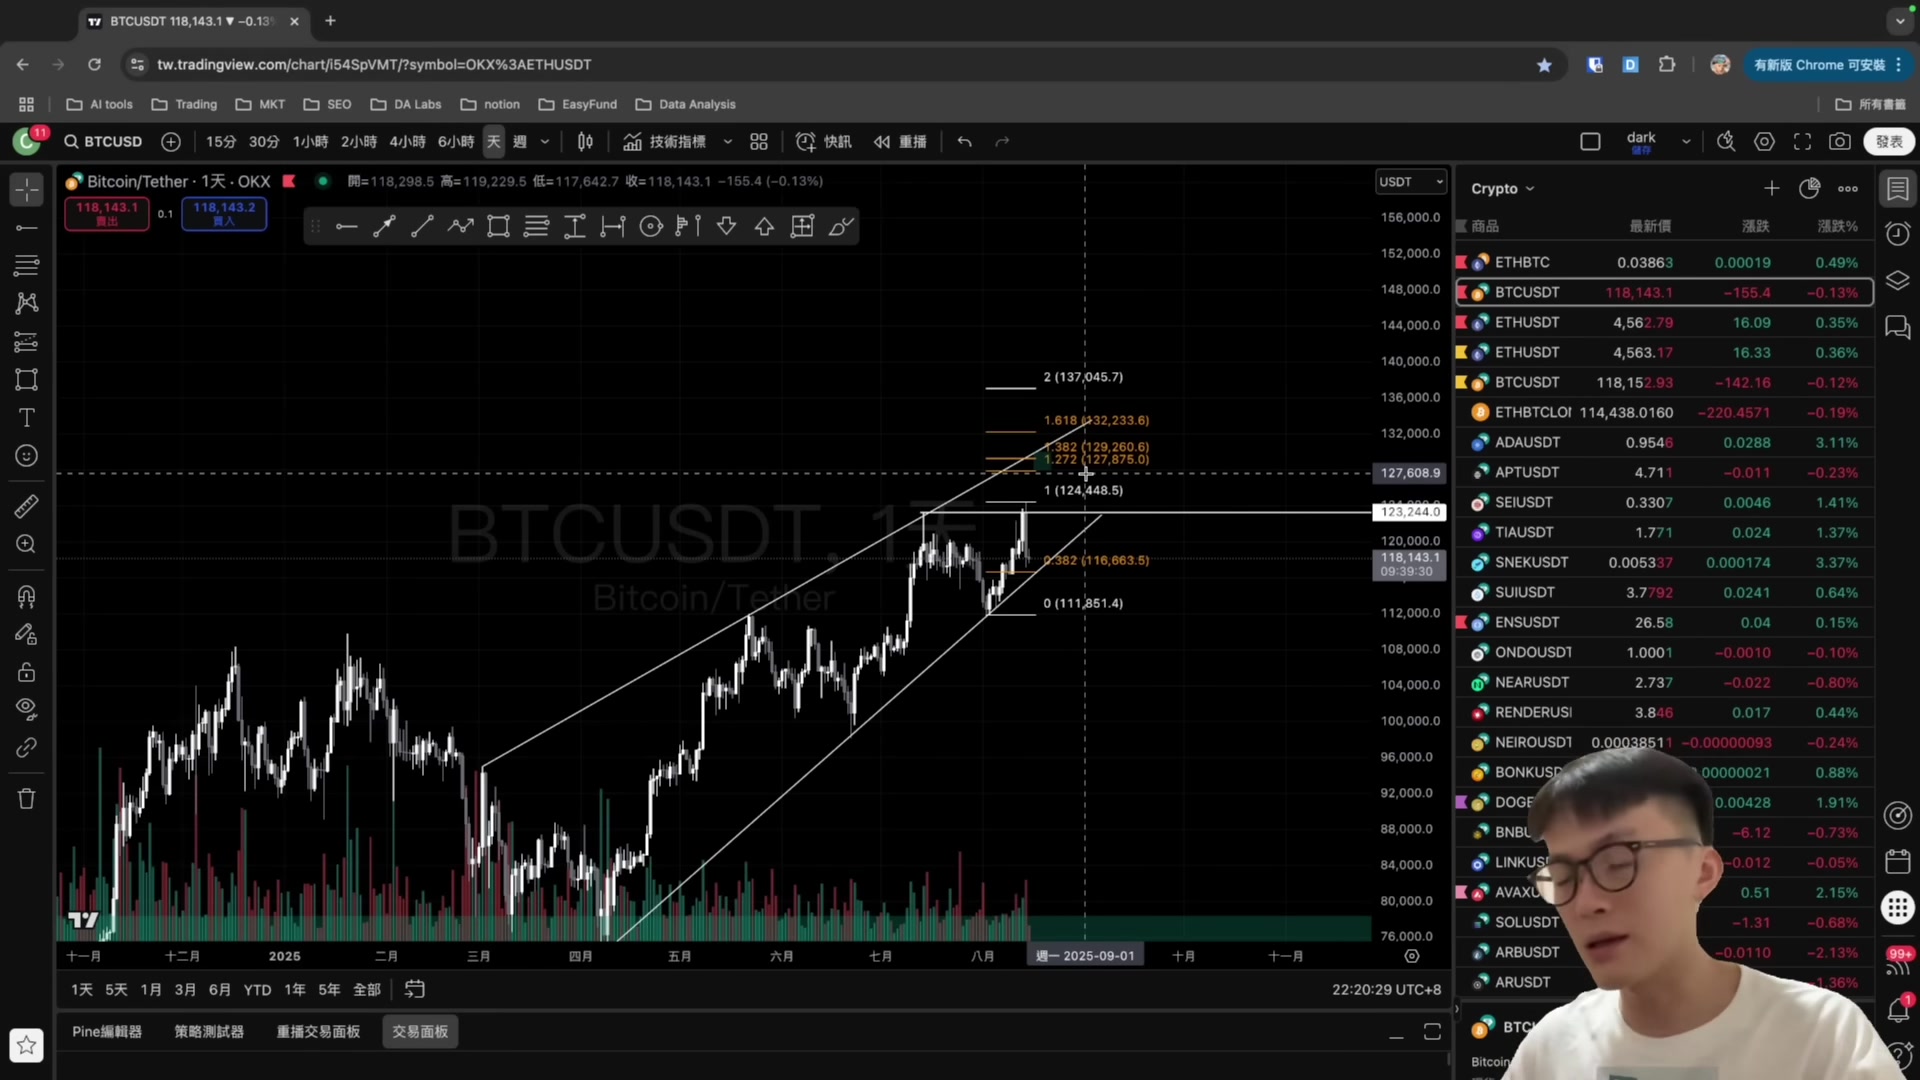 BTCUSDT 118,143.1 ▼ −0.13
tw.tradingview.com/chart/i54SpVMT/?symbol=OKX%3AETHUSDT
有新版 Chrome 可安裝
AI tools Trading MKT SEO DA Labs notion EasyFund Data Analysis 所有書籤
11 BTCUSD 15分 30分 1小時 2小時 4小時 6小時 天 週 技術指標 快訊 重播 dark 發表
儲存
Bitcoin/Tether · 1天 · OKX 開=118,298.5 高=119,229.5 低=117,642.7 收=118,143.1 −155.4 (−0.13%)
USDT
118,143.1 0.1 118,143.2
賣出 買入
156,000.0
152,000.0
148,000.0
144,000.0
140,000.0
136,000.0
132,000.0
127,608.9
123,244.0
120,000.0
118,143.1
09:39:30
112,000.0
108,000.0
104,000.0
100,000.0
96,000.0
92,000.0
88,000.0
84,000.0
80,000.0
76,000.0
2 (137,045.7)
1.618 (132,233.6)
1.382 (129,260.6)
1.272 (127,875.0)
1 (124,448.5)
0.382 (116,663.5)
0 (111,851.4)
BTCUSDT, 1天
Bitcoin/Tether
十一月 十二月 2025 二月 三月 四月 五月 六月 七月 八月 週一 2025-09-01 十月 十一月
1天 5天 1月 3月 6月 YTD 1年 5年 全部 22:20:29 UTC+8
Pine編輯器 策略測試器 重播交易面板 交易面板
Crypto
商品 最新價 漲跌 漲跌%
ETHBTC 0.03863 0.00019 0.49%
BTCUSDT 118,143.1 −155.4 −0.13%
ETHUSDT 4,562.79 16.09 0.35%
ETHUSDT 4,563.17 16.33 0.36%
BTCUSDT 118,152.93 −142.16 −0.12%
ETHBTCLO 114,438.0160 −220.4571 −0.19%
ADAUSDT 0.9546 0.0288 3.11%
APTUSDT 4.711 −0.011 −0.23%
SEIUSDT 0.3307 0.0046 1.41%
TIAUSDT 1.771 0.024 1.37%
SNEKUSDT 0.005337 0.000174 3.37%
SUIUSDT 3.7792 0.0241 0.64%
ENSUSDT 26.58 0.04 0.15%
ONDOUSDT 1.0001 −0.0010 −0.10%
NEARUSDT 2.737 −0.022 −0.80%
RENDERUS 3.846 0.017 0.44%
NEIROUSDT 0.00038511 −0.00000093 −0.24%
BONKUSD 0.00000021 0.88%
DOGE 0.00428 1.91%
BNBU −6.12 −0.73%
LINKUS −0.012 −0.05%
AVAXU 0.51 2.15%
SOLUSDT −1.31 −0.68%
ARBUSDT −0.0110 −2.13%
ARUSDT −1.36%
BTC
Bitcoin
99+
1